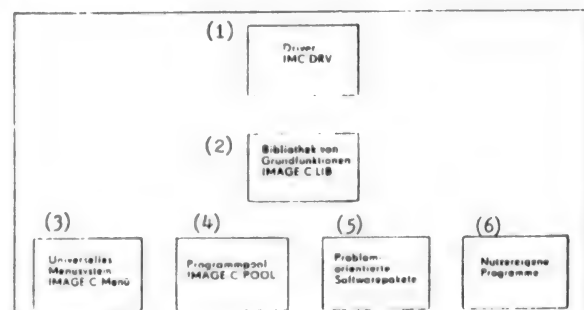 (1)
Driver
IMC DRV
(2)
Bibliothek von
Grundfunktionen
IMAGE C LIB
(3)
Universelles
Menusystem
IMAGE C Menü
(4)
Programmpool
IMAGE C POOL
(5)
Problem-
orientierte
Softwarepakete
(6)
Nutzereigene
Programme